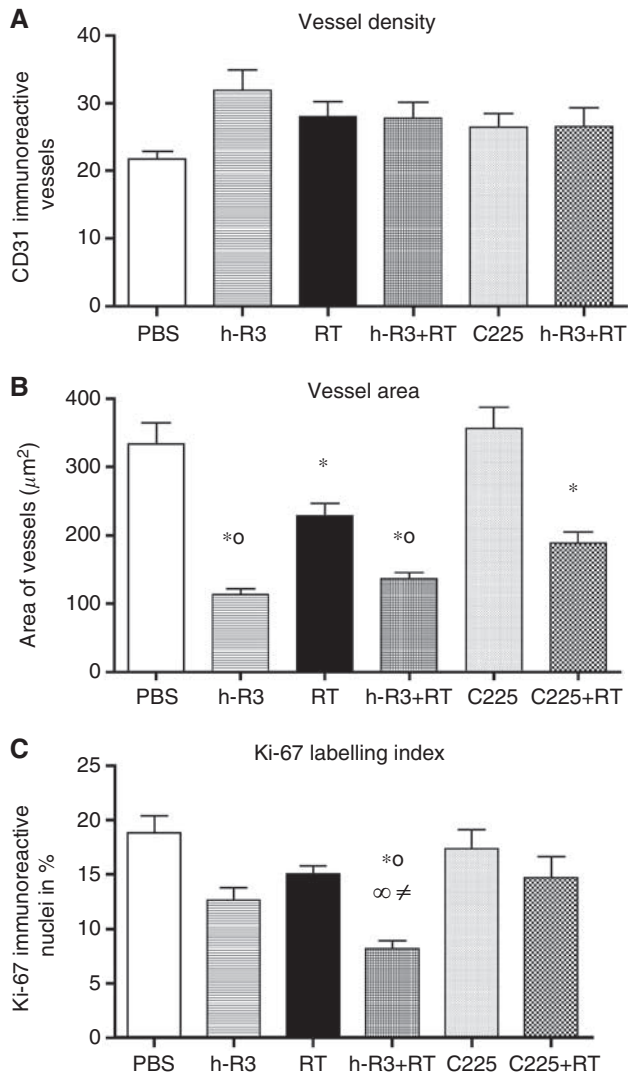 A
Vessel density
CD31 immunoreactive
vessels
40
30
20
10
0
PBS h-R3 RT h-R3+RT C225 h-R3+RT
B
Vessel area
Area of vessels (μm²)
400
300
200
100
0
*o
*
*o
*
PBS h-R3 RT h-R3+RT C225 C225+RT
C
Ki-67 labelling index
Ki-67 immunoreactive
nuclei in %
25
20
15
10
5
0
*o
∞ ≠
PBS h-R3 RT h-R3+RT C225 C225+RT